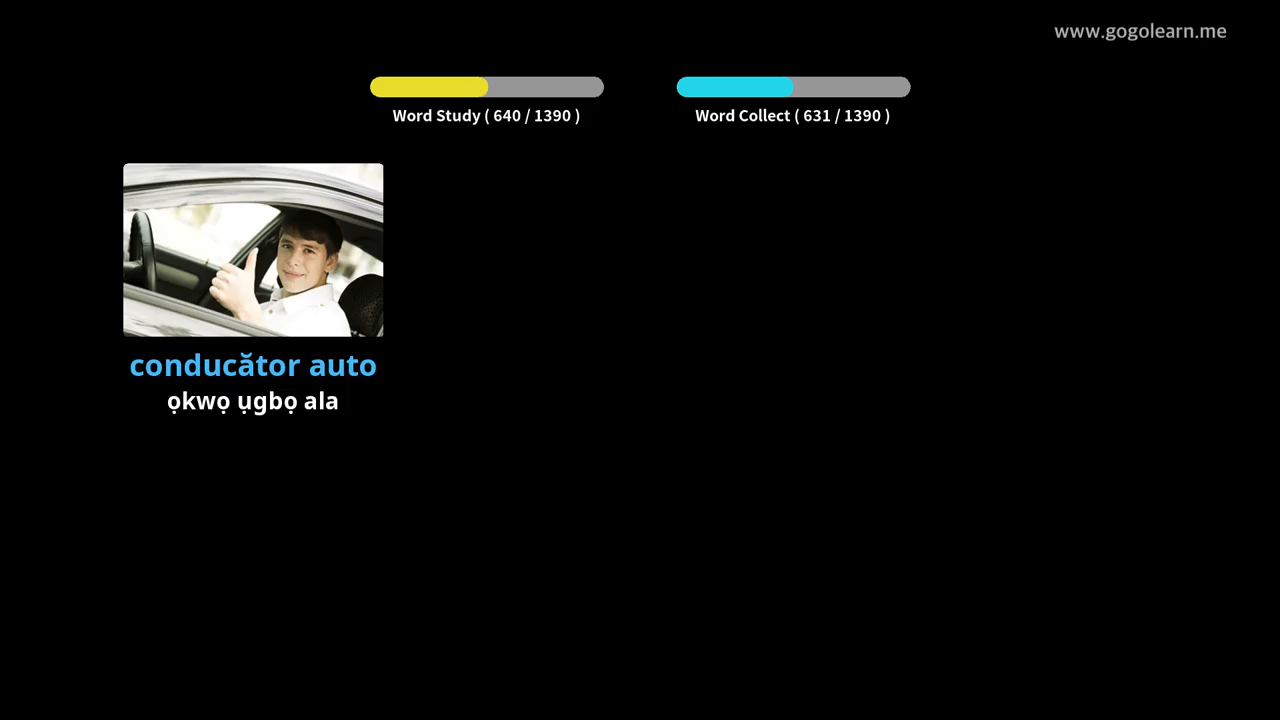 www.gogolearn.me
Word Study ( 640 / 1390 )
Word Collect ( 631 / 1390 )
conducător auto
ọkwọ ụgbọ ala